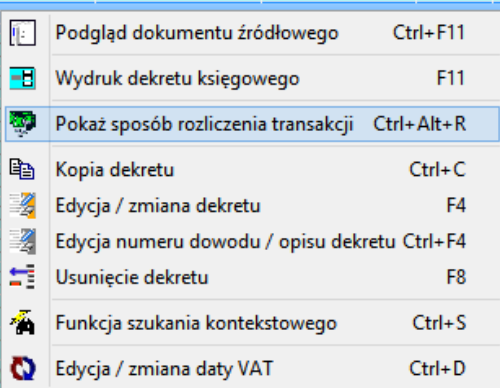 Podgląd dokumentu źródłowego Ctrl+F11
Wydruk dekretu księgowego F11
Pokaż sposób rozliczenia transakcji Ctrl+Alt+R
Kopia dekretu Ctrl+C
Edycja / zmiana dekretu F4
Edycja numeru dowodu / opisu dekretu Ctrl+F4
Usunięcie dekretu F8
Funkcja szukania kontekstowego Ctrl+S
Edycja / zmiana daty VAT Ctrl+D